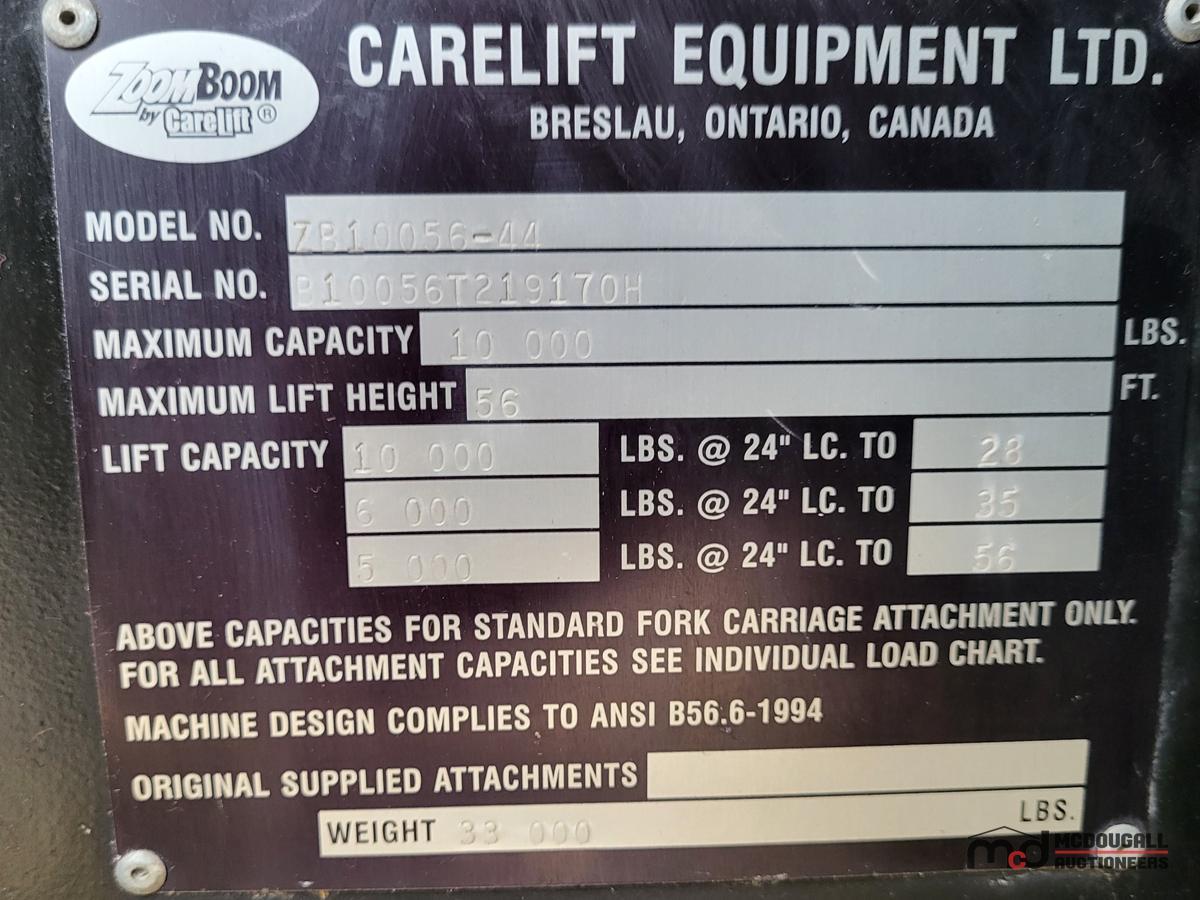 CARELIFT EQUIPMENT LTD.
ZOOMBOOM
by Carelift ®
BRESLAU, ONTARIO, CANADA
MODEL NO. ZB10056-44
SERIAL NO. B10056T219170H
MAXIMUM CAPACITY 10 000 LBS.
MAXIMUM LIFT HEIGHT 56 FT.
LIFT CAPACITY 10 000 LBS. @ 24" LC. TO 28
6 000 LBS. @ 24" LC. TO 35
5 000 LBS. @ 24" LC. TO 56
ABOVE CAPACITIES FOR STANDARD FORK CARRIAGE ATTACHMENT ONLY.
FOR ALL ATTACHMENT CAPACITIES SEE INDIVIDUAL LOAD CHART.
MACHINE DESIGN COMPLIES TO ANSI B56.6-1994
ORIGINAL SUPPLIED ATTACHMENTS
WEIGHT 33 000 LBS.
mcd MCDOUGALL
AUCTIONEERS